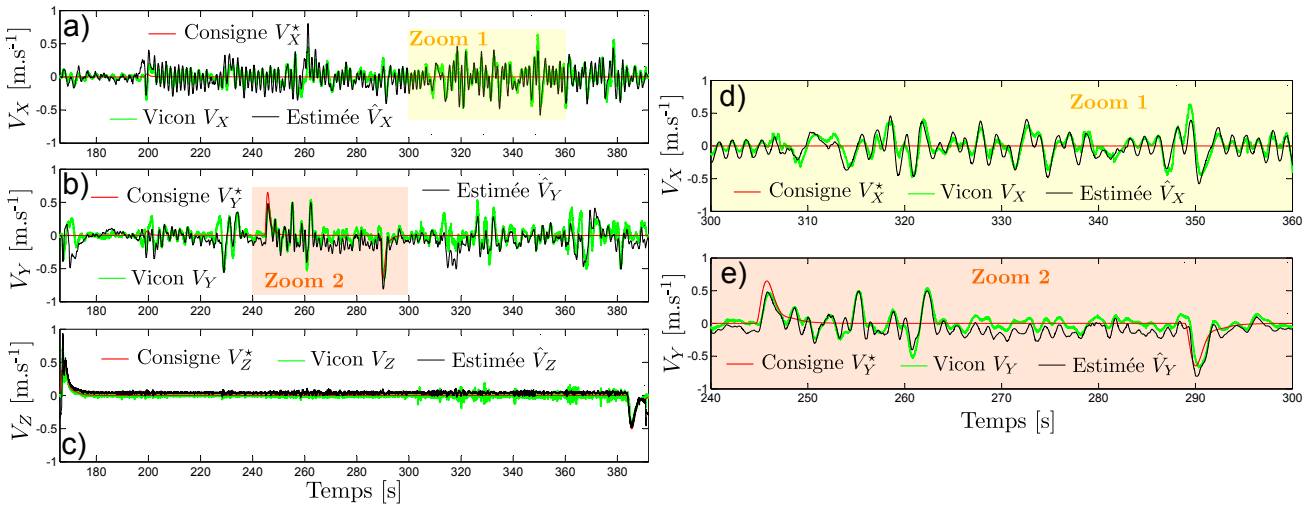 a)
Consigne V_X^⋆
Zoom 1
Vicon V_X
Estimée V̂_X
V_X [m.s⁻¹]
1
0.5
0
-0.5
-1
180 200 220 240 260 280 300 320 340 360 380
b)
Consigne V_Y^⋆
Estimée V̂_Y
Vicon V_Y
Zoom 2
V_Y [m.s⁻¹]
1
0.5
0
-0.5
-1
180 200 220 240 260 280 300 320 340 360 380
Consigne V_Z^⋆
Vicon V_Z
Estimée V̂_Z
c)
V_Z [m.s⁻¹]
1
0.5
0
-0.5
-1
180 200 220 240 260 280 300 320 340 360 380
Temps [s]
d)
Zoom 1
Consigne V_X^⋆
Vicon V_X
Estimée V̂_X
V_X [m.s⁻¹]
1
0.5
0
-0.5
-1
300 310 320 330 340 350 360
e)
Zoom 2
Consigne V_Y^⋆
Vicon V_Y
Estimée V̂_Y
V_Y [m.s⁻¹]
1
0.5
0
-0.5
-1
240 250 260 270 280 290 300
Temps [s]